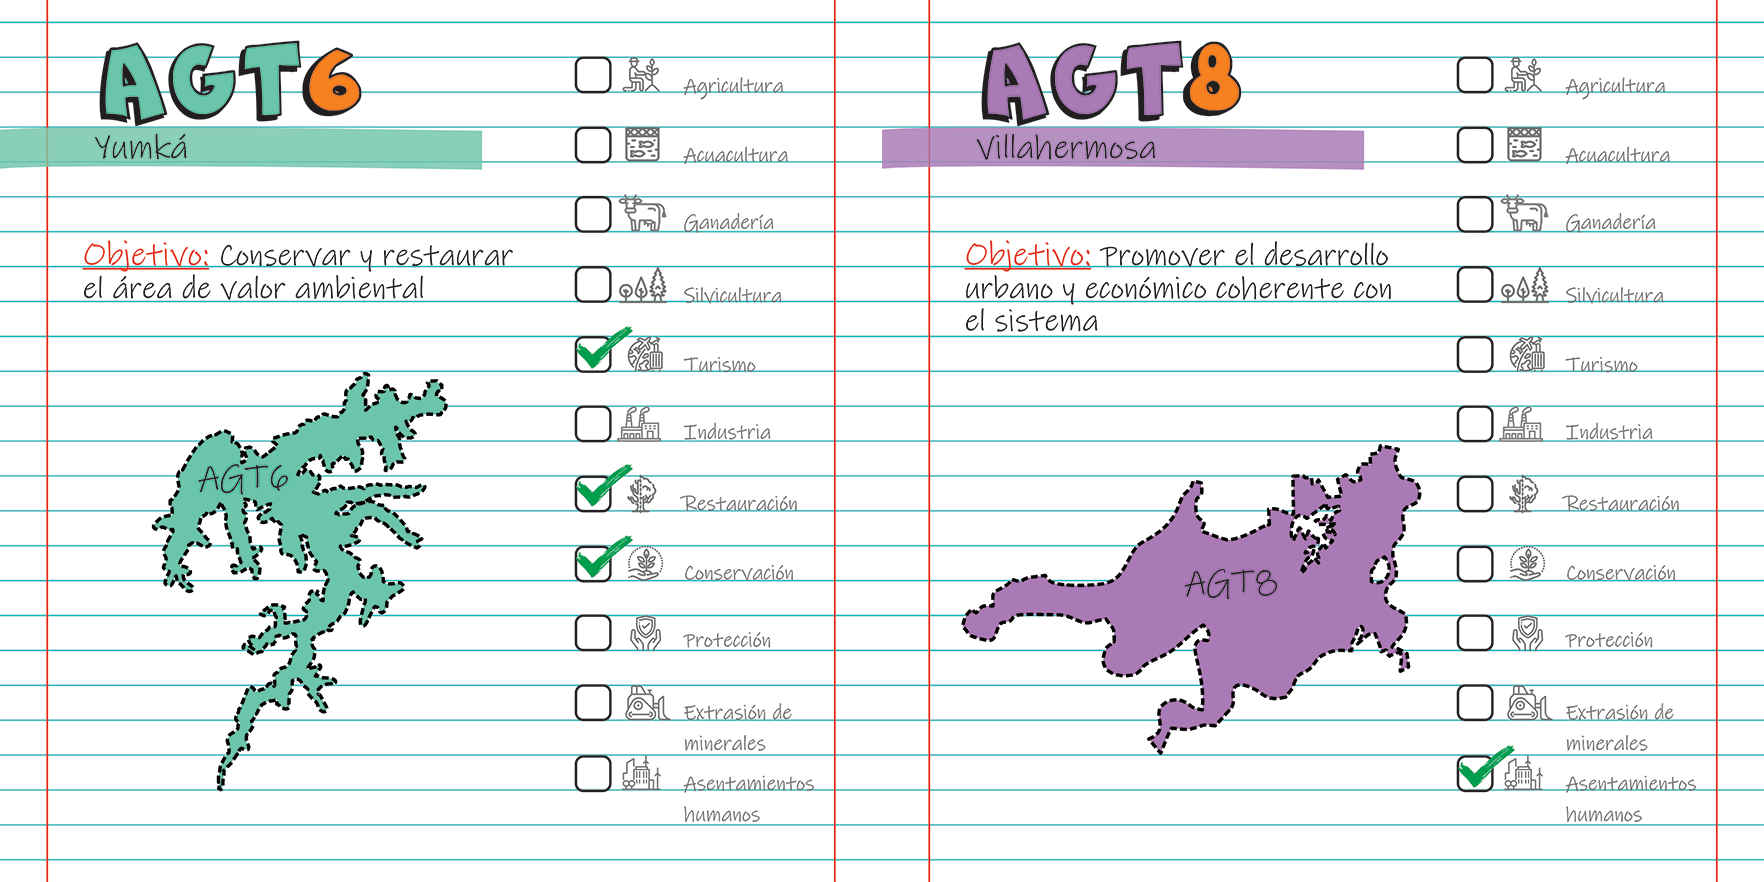 AGT6
Yumká
Objetivo: Conservar y restaurar
el área de valor ambiental
AGT6
Agricultura
Acuacultura
Ganadería
Silvicultura
Turismo
Industria
Restauración
Conservación
Protección
Extrasión de
minerales
Asentamientos
humanos
AGT8
Villahermosa
Objetivo: Promover el desarrollo
urbano y económico coherente con
el sistema
AGT8
Agricultura
Acuacultura
Ganadería
Silvicultura
Turismo
Industria
Restauración
Conservación
Protección
Extrasión de
minerales
Asentamientos
humanos